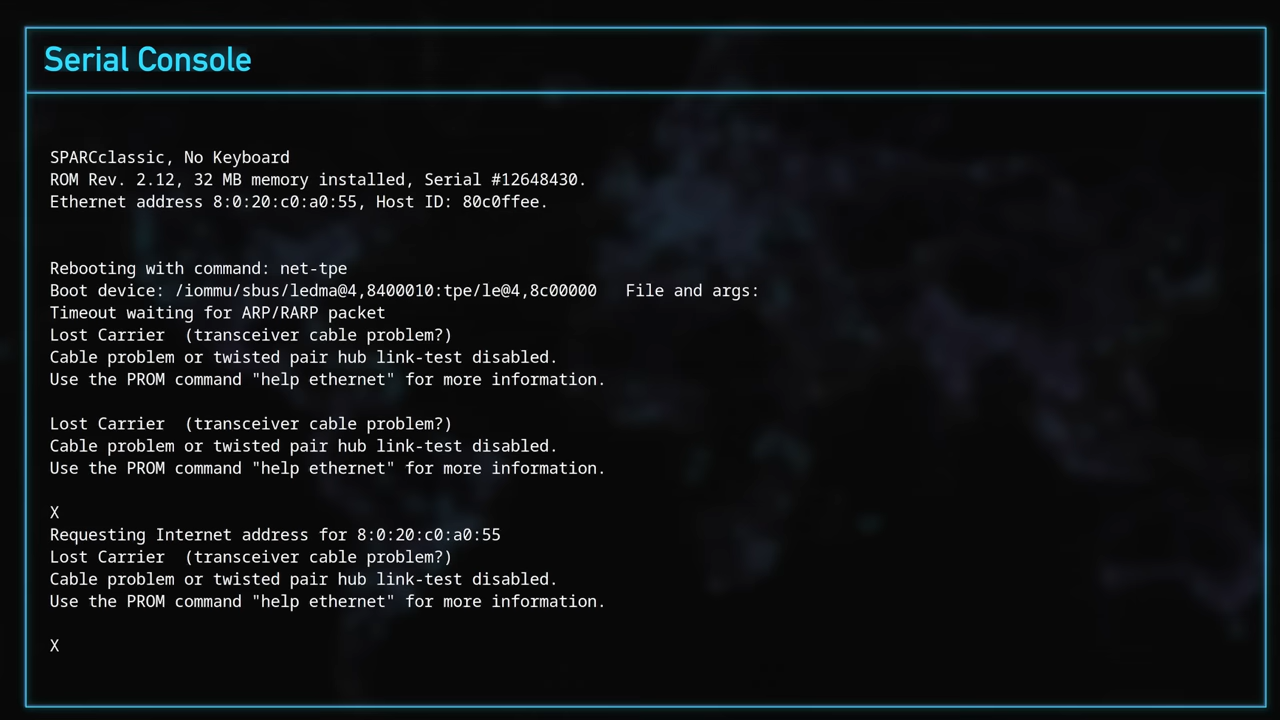 Serial Console
SPARCclassic, No Keyboard
ROM Rev. 2.12, 32 MB memory installed, Serial #12648430.
Ethernet address 8:0:20:c0:a0:55, Host ID: 80c0ffee.
Rebooting with command: net-tpe
Boot device: /iommu/sbus/ledma@4,8400010:tpe/le@4,8c00000   File and args:
Timeout waiting for ARP/RARP packet
Lost Carrier  (transceiver cable problem?)
Cable problem or twisted pair hub link-test disabled.
Use the PROM command "help ethernet" for more information.
Lost Carrier  (transceiver cable problem?)
Cable problem or twisted pair hub link-test disabled.
Use the PROM command "help ethernet" for more information.
X
Requesting Internet address for 8:0:20:c0:a0:55
Lost Carrier  (transceiver cable problem?)
Cable problem or twisted pair hub link-test disabled.
Use the PROM command "help ethernet" for more information.
X